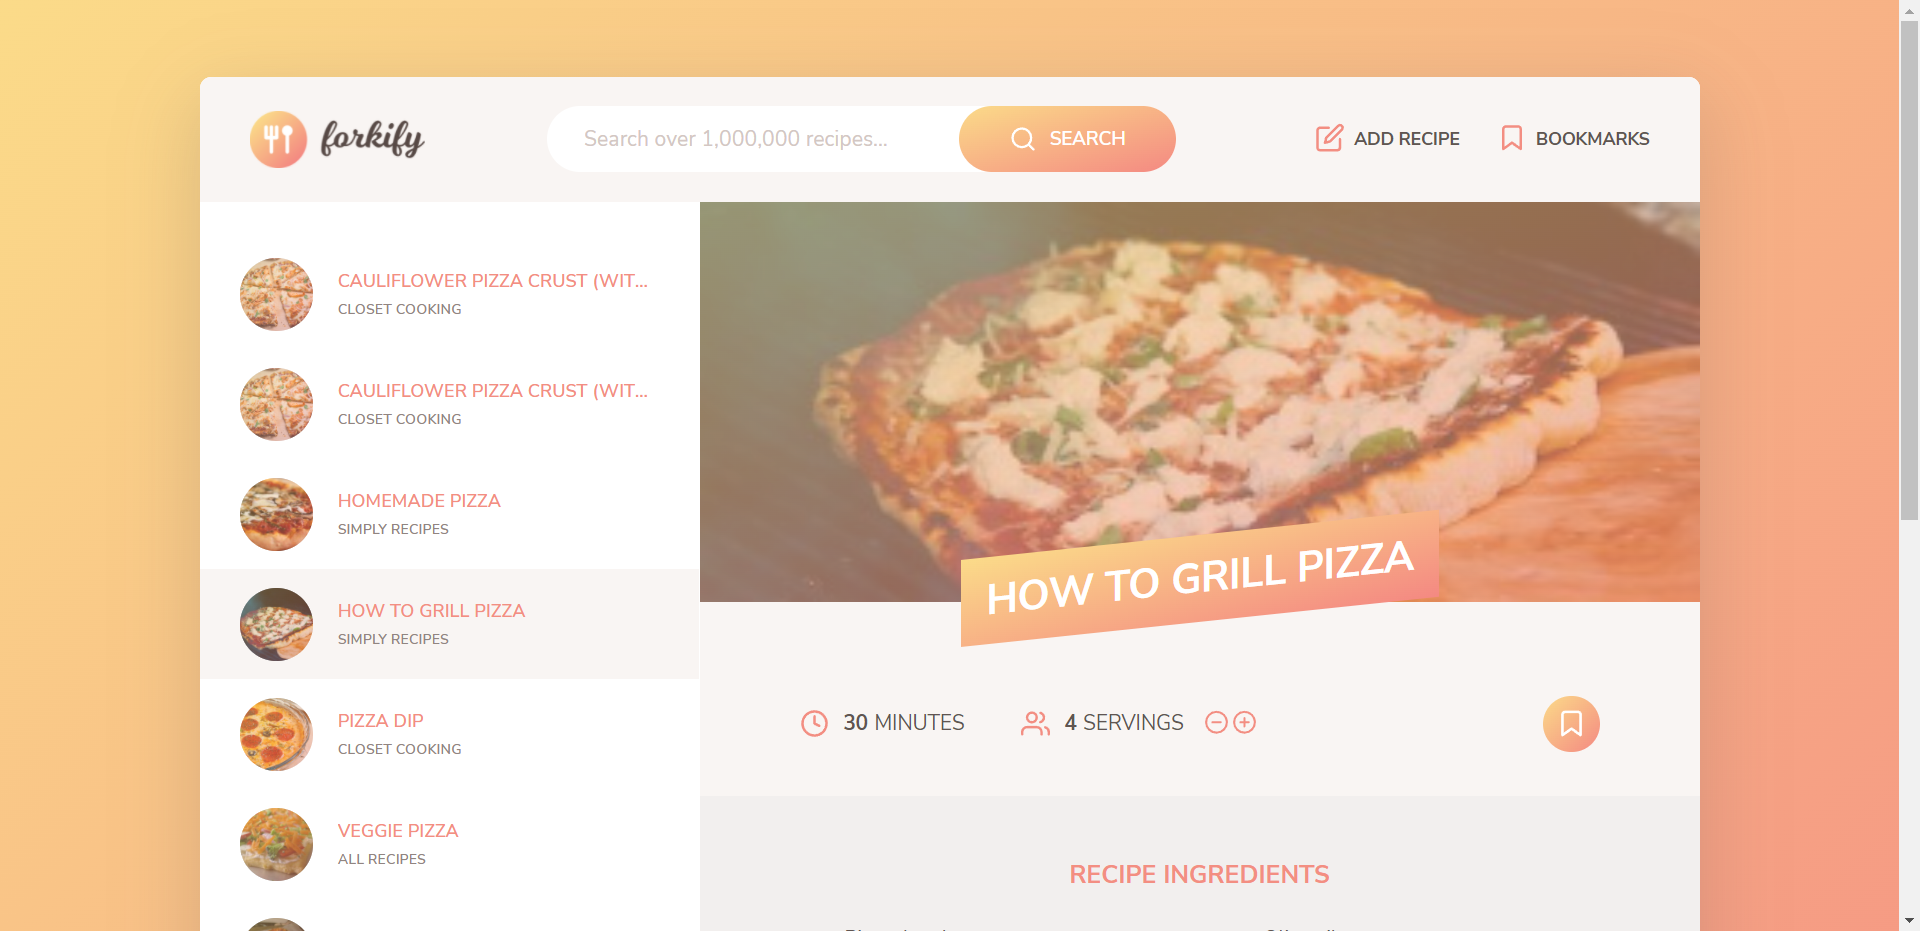 forkify
Search over 1,000,000 recipes...
SEARCH
ADD RECIPE
BOOKMARKS
CAULIFLOWER PIZZA CRUST (WIT...
CLOSET COOKING
CAULIFLOWER PIZZA CRUST (WIT...
CLOSET COOKING
HOMEMADE PIZZA
SIMPLY RECIPES
HOW TO GRILL PIZZA
SIMPLY RECIPES
PIZZA DIP
CLOSET COOKING
VEGGIE PIZZA
ALL RECIPES
HOW TO GRILL PIZZA
30 MINUTES
4 SERVINGS
RECIPE INGREDIENTS